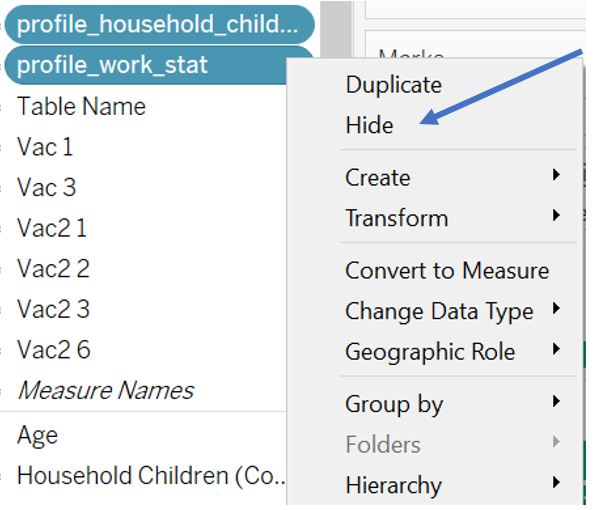 profile_household_child...
profile_work_stat
Table Name
Vac 1
Vac 3
Vac2 1
Vac2 2
Vac2 3
Vac2 6
Measure Names
Age
Household Children (Co...
Marks
Duplicate
Hide
Create
Transform
Convert to Measure
Change Data Type
Geographic Role
Group by
Folders
Hierarchy